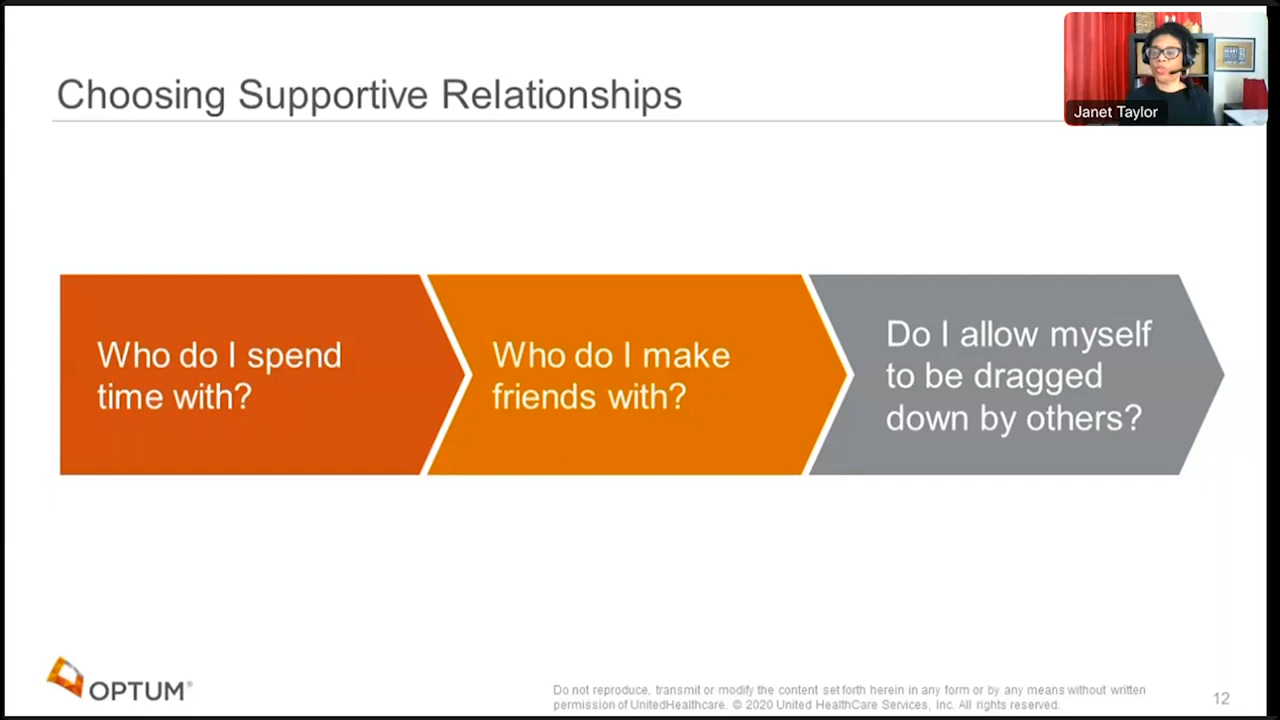 Choosing Supportive Relationships
Janet Taylor
Who do I spend
time with?
Who do I make
friends with?
Do I allow myself
to be dragged
down by others?
OPTUM®
Do not reproduce, transmit or modify the content set forth herein in any form or by any means without written
permission of UnitedHealthcare. © 2020 United HealthCare Services, Inc. All rights reserved.
12